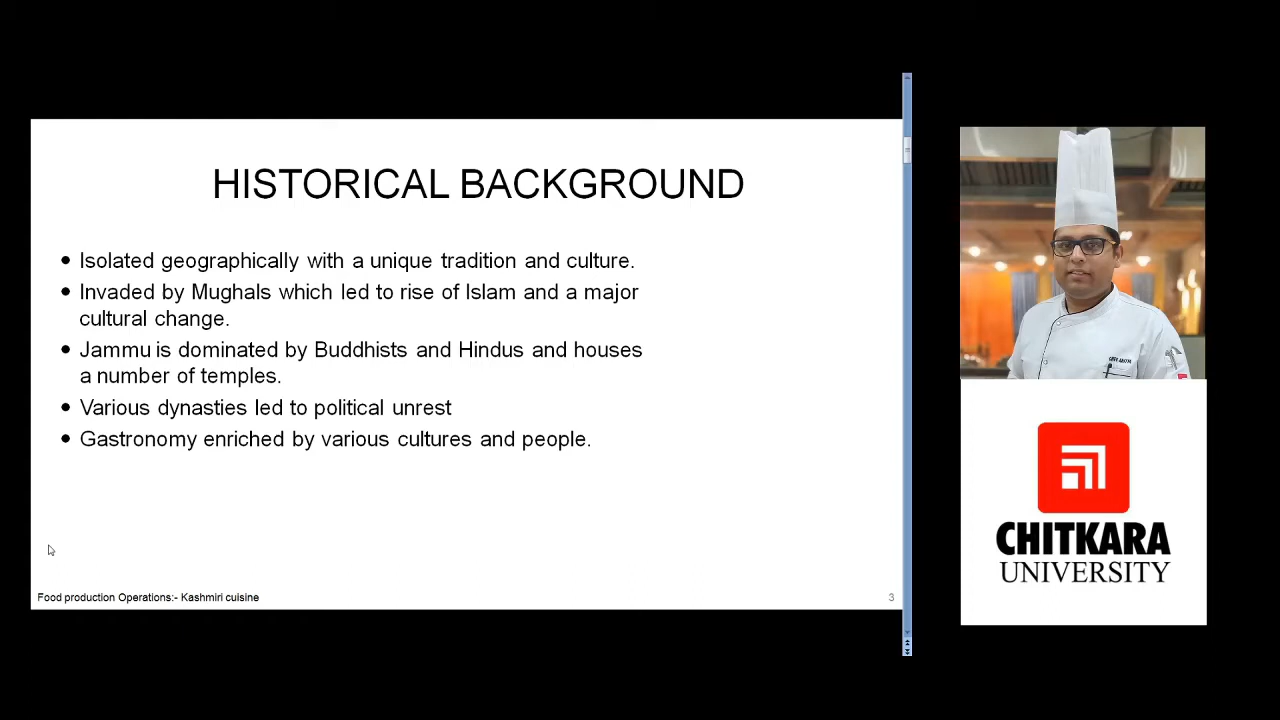 HISTORICAL BACKGROUND
• Isolated geographically with a unique tradition and culture.
• Invaded by Mughals which led to rise of Islam and a major
cultural change.
• Jammu is dominated by Buddhists and Hindus and houses
a number of temples.
• Various dynasties led to political unrest
• Gastronomy enriched by various cultures and people.
Food production Operations:- Kashmiri cuisine
3
CHITKARA
UNIVERSITY